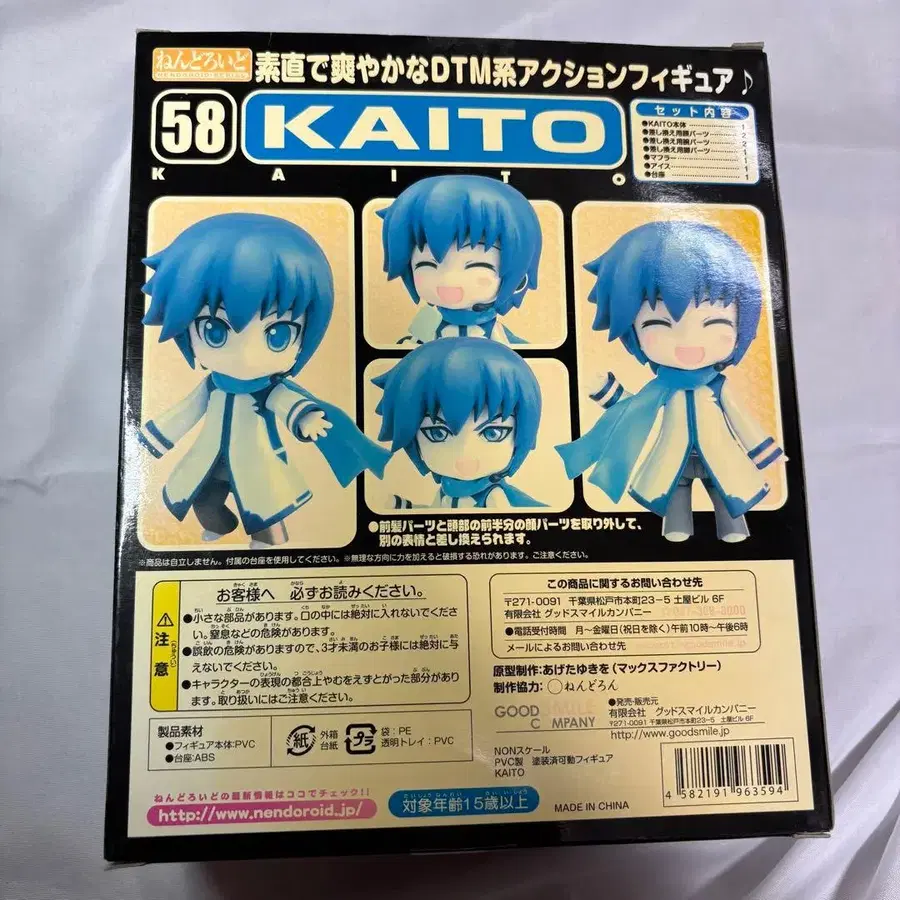 ねんどろいど
NENDOROID SERIES
素直で爽やかなDTM系アクションフィギュア♪
58
KAITO
KAITO
セット内容
●KAITO本体……1
●差し換え用顔パーツ……2
●差し換え用腕パーツ……2
●差し換え用脚パーツ……1
●マフラー……1
●アイス……1
●台座……1
●前髪パーツと頭部の前半分の顔パーツを取り外して、
別の表情と差し換えられます。
※商品は自立しません。付属の台座を使用してください。※無理な方向に力を加えると破損する恐れがあります。ご注意ください。
注意
お客様へ 必ずお読みください。
●小さな部品があります。口の中には絶対に入れないでくださ
い。窒息などの危険があります。
●誤飲の危険がありますので、3才未満のお子様には絶対に与
えないでください。
●キャラクターの表現の都合上やむをえずとがった部分があり
ます。取り扱いにはご注意ください。
製品素材
●フィギュア本体:PVC
●台座:ABS
紙
外箱
台紙
プラ
袋:PE
透明トレイ:PVC
ねんどろいどの最新情報はココでチェック!!
http://www.nendoroid.jp/
対象年齢15歳以上
この商品に関するお問い合わせ先
〒271-0091 千葉県松戸市本町23-5 土屋ビル 6F
有限会社 グッドスマイルカンパニー
●電話受付時間 月〜金曜日(祝日を除く)午前10時〜午後6時
メールによるお問い合わせ
原型制作:あげたゆきを(マックスファクトリー)
制作協力:〇ねんどろん
GOOD SMILE
COMPANY
●発売・販売元
有限会社 グッドスマイルカンパニー
〒271-0091 千葉県松戸市本町23-5 土屋ビル 6F
http://www.goodsmile.jp
NONスケール
PVC製 塗装済可動フィギュア
KAITO
MADE IN CHINA
4 582191 963594